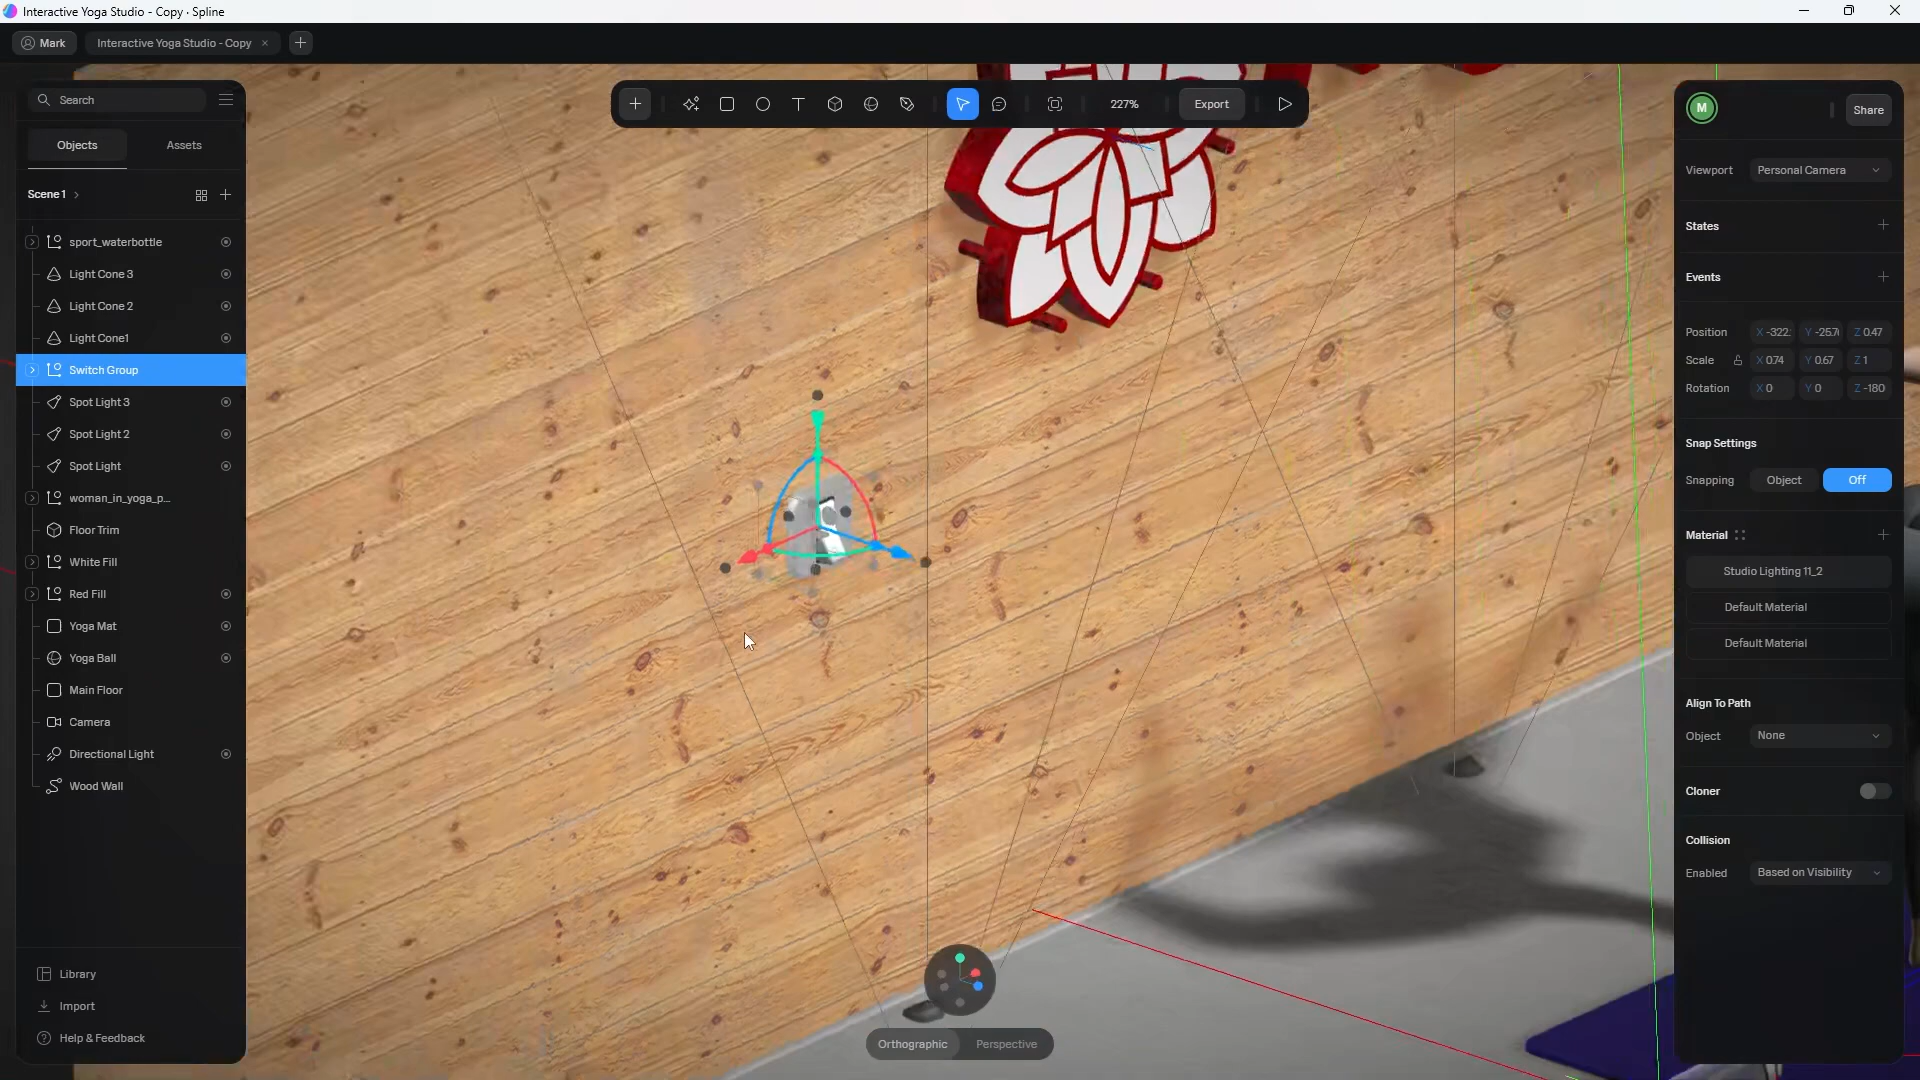 Interactive Yoga Studio - Copy · Spline
Mark
Interactive Yoga Studio - Copy
227%
Export
Search
Objects
Assets
Scene 1
sport_waterbottle
Light Cone 3
Light Cone 2
Light Cone1
Switch Group
Spot Light 3
Spot Light 2
Spot Light
woman_in_yoga_p...
Floor Trim
White Fill
Red Fill
Yoga Mat
Yoga Ball
Main Floor
Camera
Directional Light
Wood Wall
Library
Import
Help & Feedback
Orthographic
Perspective
M
Share
Viewport
Personal Camera
States
Events
Position X -322. Y -25.7 Z 0.47
Scale X 0.74 Y 0.67 Z 1
Rotation X 0 Y 0 Z -180
Snap Settings
Snapping Object Off
Material
Studio Lighting 11_2
Default Material
Default Material
Align To Path
Object None
Cloner
Collision
Enabled Based on Visibility